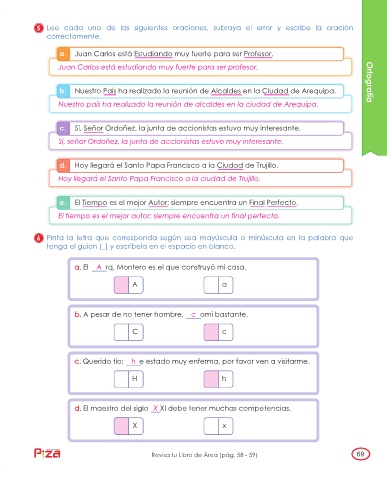 5 Lee cada una de las siguientes oraciones, subraya el error y escribe la oración
correctamente.
a. Juan Carlos está Estudiando muy fuerte para ser Profesor.
Juan Carlos está estudiando muy fuerte para ser profesor.
b. Nuestro País ha realizado la reunión de Alcaldes en la Ciudad de Arequipa.
Nuestro país ha realizado la reunión de alcaldes en la ciudad de Arequipa.
c. Sí, Señor Ordoñez, la junta de accionistas estuvo muy interesante.
Sí, señor Ordoñez, la junta de accionistas estuvo muy interesante.
d. Hoy llegará el Santo Papa Francisco a la Ciudad de Trujillo.
Hoy llegará el Santo Papa Francisco a la ciudad de Trujillo.
e. El Tiempo es el mejor Autor; siempre encuentra un Final Perfecto.
El tiempo es el mejor autor; siempre encuentra un final perfecto.
Ortografía
6 Pinta la letra que corresponda según sea mayúscula o minúscula en la palabra que
tenga el guion (_) y escríbela en el espacio en blanco.
a. El A rq. Montero es el que construyó mi casa.
A a
b. A pesar de no tener hambre, c omí bastante.
C c
c. Querido tío: h e estado muy enferma, por favor ven a visitarme.
H h
d. El maestro del siglo X XI debe tener muchas competencias.
X x
Revisa tu Libro de Área (pág. 58 - 59)
69